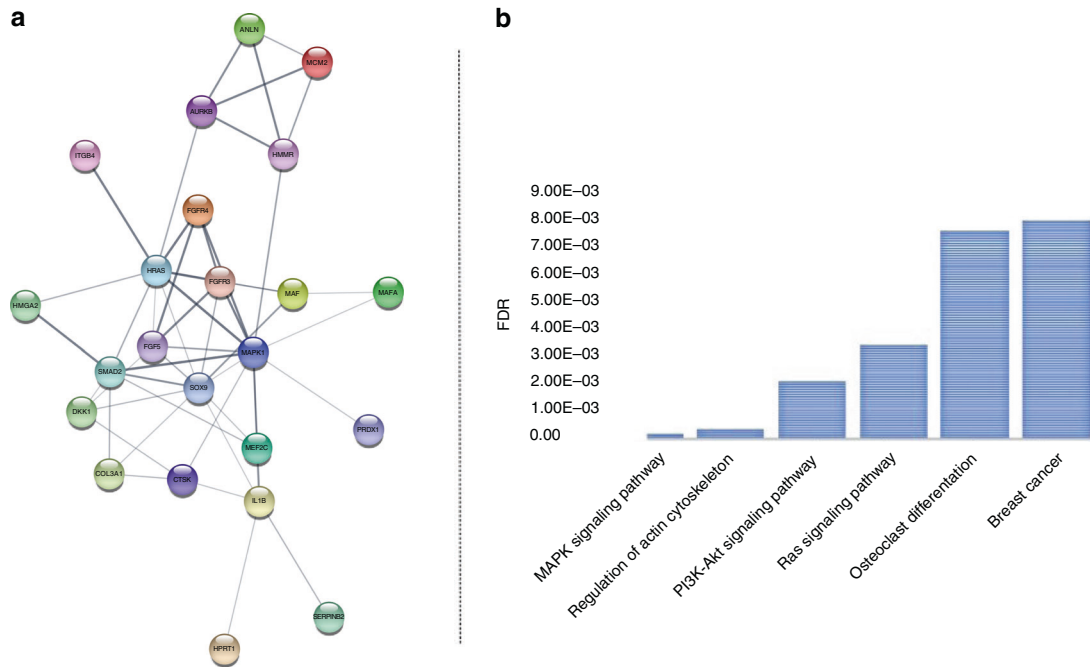 a
ANLN
MCM2
AURKB
HMMR
ITGB4
FGFR4
HRAS
FGFR3
MAF
MAFA
HMGA2
FGF5
MAPK1
SMAD2
SOX9
DKK1
PRDX1
MEF2C
COL3A1
CTSK
IL1B
SERPINB2
HPRT1
b
FDR
9.00E–03
8.00E–03
7.00E–03
6.00E–03
5.00E–03
4.00E–03
3.00E–03
2.00E–03
1.00E–03
0.00
MAPK signaling pathway
Regulation of actin cytoskeleton
PI3K-Akt signaling pathway
Ras signaling pathway
Osteoclast differentation
Breast cancer